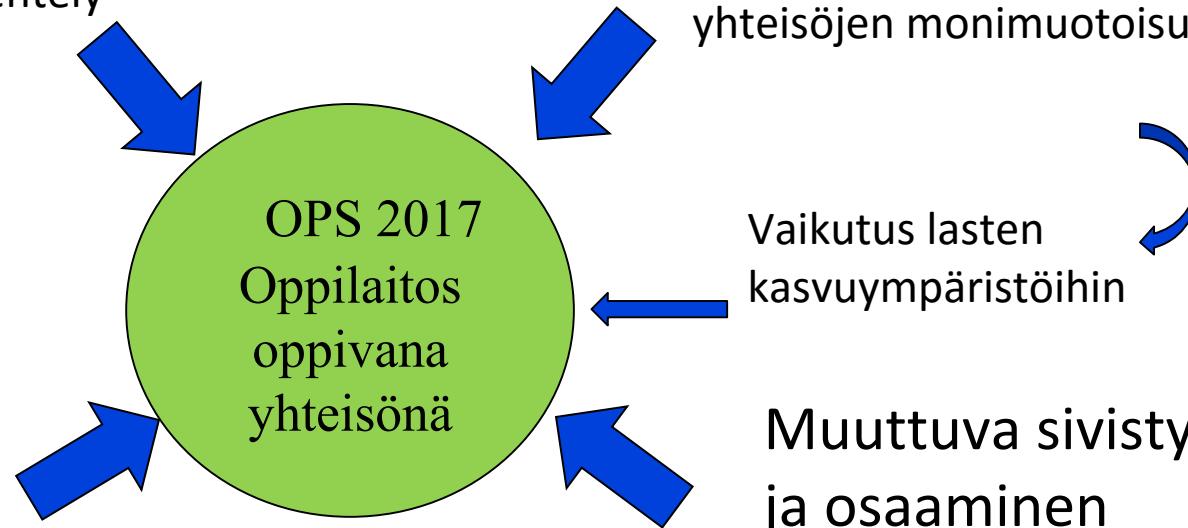 yhteisöjen monimuotoisu
OPS 2017
Oppilaitos
oppivana
yhteisönä
Vaikutus lasten
kasvuympäristöihin
Muuttuva sivisty
ja osaaminen